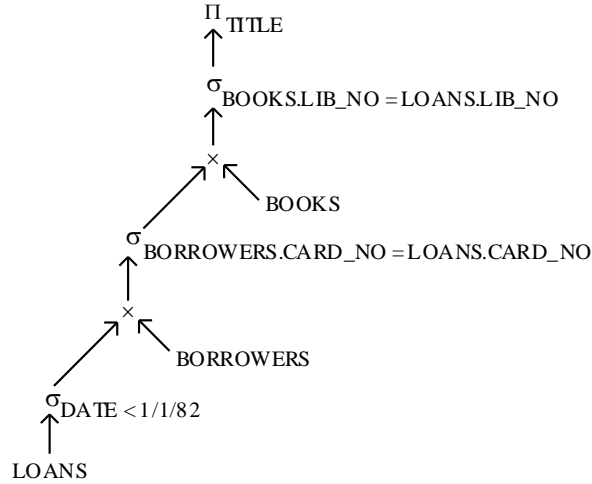 Π TITLE
σ BOOKS.LIB_NO = LOANS.LIB_NO
×
BOOKS
σ BORROWERS.CARD_NO = LOANS.CARD_NO
×
BORROWERS
σ DATE < 1/1/82
LOANS